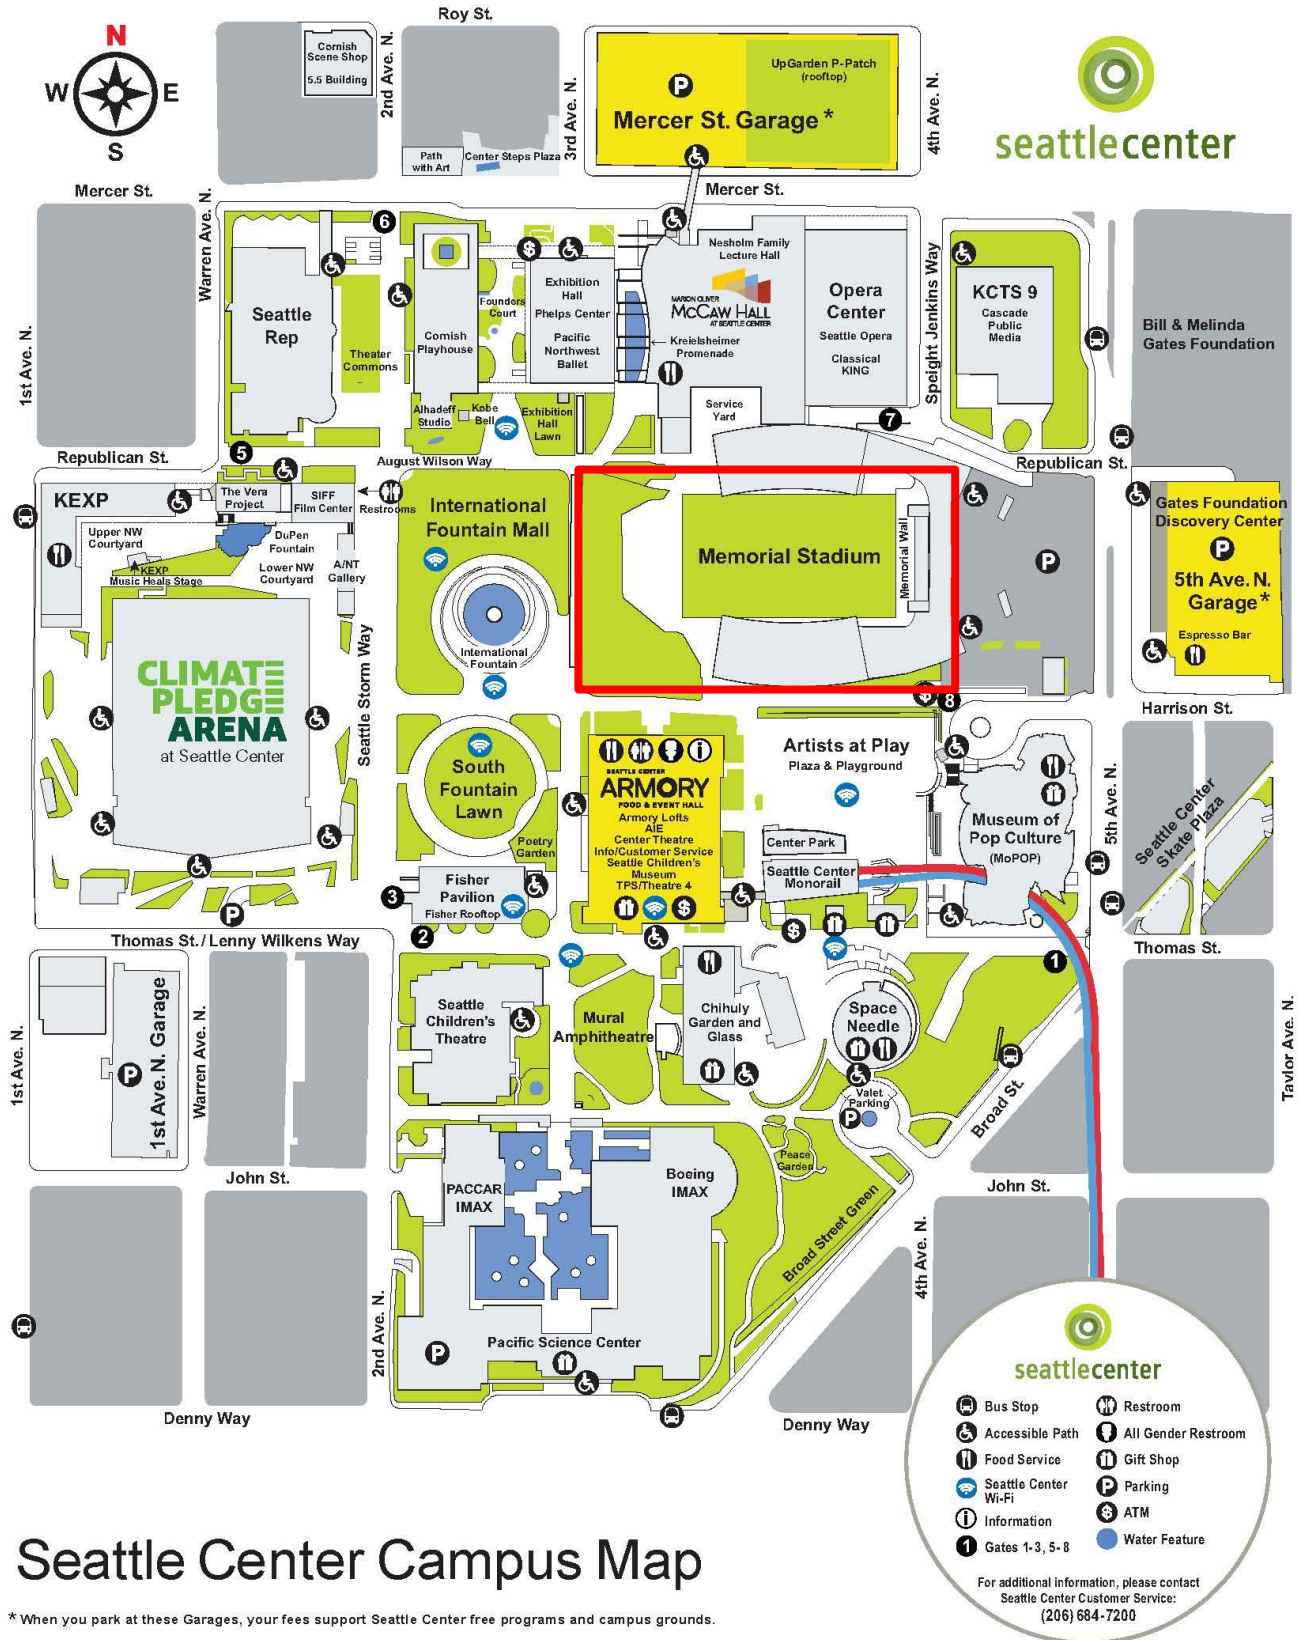 Roy St.
N
W
E
S
Cornish
Scene Shop
5.5 Building
2nd Ave. N.
3rd Ave. N.
4th Ave. N.
P
UpGarden P-Patch
(rooftop)
Mercer St. Garage *
seattlecenter
Path
with Art
Center Steps Plaza
Mercer St.
Mercer St.
Warren Ave. N.
1st Ave. N.
6
Seattle
Rep
Theater
Commons
Cornish
Playhouse
Founders
Court
$
Exhibition
Hall
Phelps Center
Pacific
Northwest
Ballet
Nesholm Family
Lecture Hall
MARION OLIVER
McCAW HALL
AT SEATTLE CENTER
Kreielsheimer
Promenade
Opera
Center
Seattle Opera
Classical
KING
Speight Jenkins Way
KCTS 9
Cascade
Public
Media
Bill & Melinda
Gates Foundation
Alhadeff
Studio
Kobe
Bell
Exhibition
Hall
Lawn
Service
Yard
7
5
Republican St.
August Wilson Way
Republican St.
KEXP
The Vera
Project
SIFF
Film Center
Restrooms
International
Fountain Mall
Memorial Stadium
Memorial Wall
P
Gates Foundation
Discovery Center
P
5th Ave. N.
Garage *
Espresso Bar
Upper NW
Courtyard
DuPen
Fountain
KEXP
Music Heals Stage
Lower NW
Courtyard
A/NT
Gallery
International
Fountain
CLIMATE
PLEDGE
ARENA
at Seattle Center
Seattle Storm Way
$
8
Harrison St.
South
Fountain
Lawn
Poetry
Garden
SEATTLE CENTER
ARMORY
FOOD & EVENT HALL
Armory Lofts
AIE
Center Theatre
Info/Customer Service
Seattle Children's
Museum
TPS/Theatre 4
$
Artists at Play
Plaza & Playground
Center Park
Seattle Center
Monorail
Museum of
Pop Culture
(MoPOP)
5th Ave. N.
Seattle Center
Skate Plaza
3
Fisher
Pavilion
Fisher Rooftop
2
P
$
Thomas St. / Lenny Wilkens Way
Thomas St.
1
1st Ave. N.
1st Ave. N. Garage
P
Warren Ave. N.
Seattle
Children's
Theatre
Mural
Amphitheatre
Chihuly
Garden and
Glass
Space
Needle
Valet
Parking
P
Broad St.
Taylor Ave. N.
John St.
John St.
PACCAR
IMAX
Boeing
IMAX
Peace
Garden
Broad Street Green
4th Ave. N.
2nd Ave. N.
P
Pacific Science Center
Denny Way
Denny Way
seattlecenter
Bus Stop
Restroom
Accessible Path
All Gender Restroom
Food Service
Gift Shop
Seattle Center
Wi-Fi
P Parking
$ ATM
i Information
Water Feature
1 Gates 1-3, 5-8
For additional information, please contact
Seattle Center Customer Service:
(206) 684-7200
Seattle Center Campus Map
* When you park at these Garages, your fees support Seattle Center free programs and campus grounds.